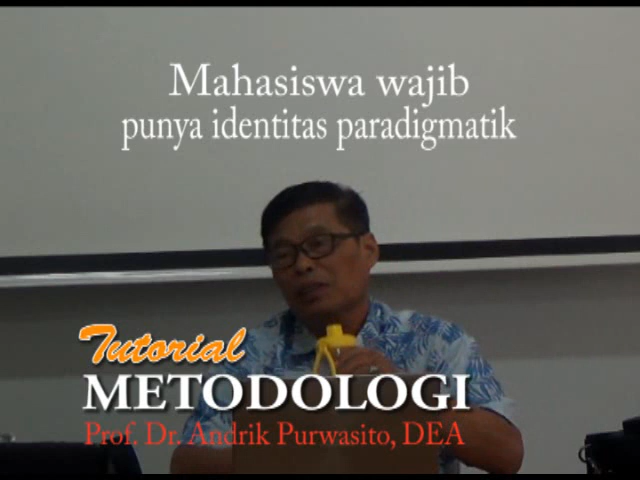 Mahasiswa wajib
punya identitas paradigmatik
Tutorial
METODOLOGI
Prof. Dr. Andrik Purwasito, DEA